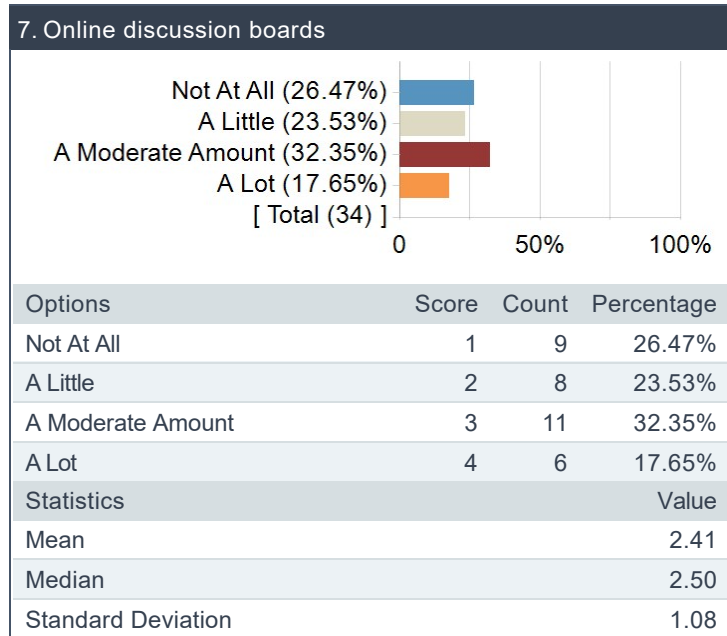 7. Online discussion boards
Not At All (26.47%)
A Little (23.53%)
A Moderate Amount (32.35%)
A Lot (17.65%)
[ Total (34) ]
0 50% 100%
Options Score Count Percentage
Not At All 1 9 26.47%
A Little 2 8 23.53%
A Moderate Amount 3 11 32.35%
A Lot 4 6 17.65%
Statistics Value
Mean 2.41
Median 2.50
Standard Deviation 1.08